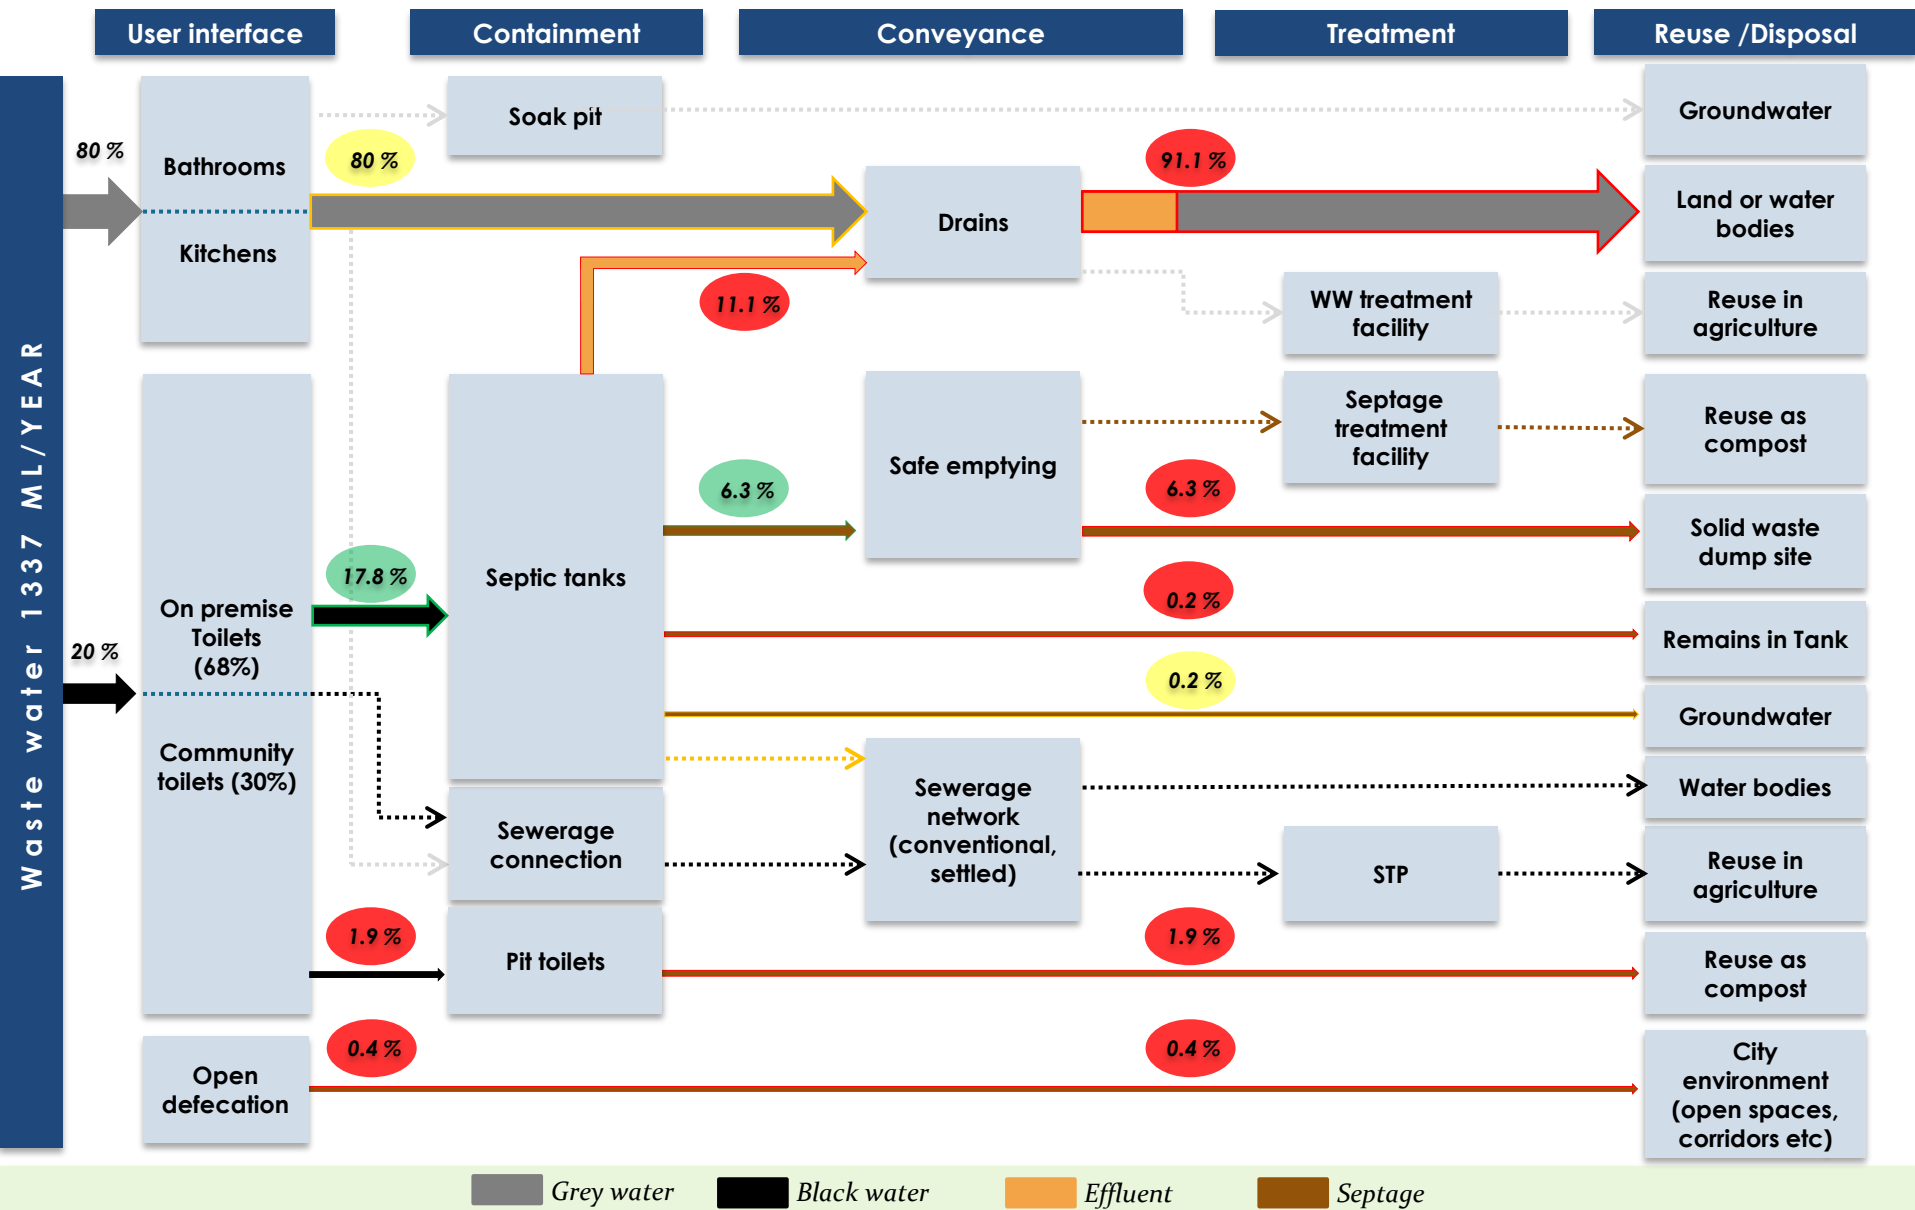 User interface
Containment
Conveyance
Treatment
Reuse /Disposal
Waste water 1337 ML/YEAR
80 %
20 %
Bathrooms
Kitchens
80 %
Soak pit
Groundwater
91.1 %
Drains
Land or water
bodies
11.1 %
WW treatment
facility
Reuse in
agriculture
On premise
Toilets
(68%)
Community
toilets (30%)
17.8 %
Septic tanks
6.3 %
Safe emptying
Septage
treatment
facility
Reuse as
compost
6.3 %
Solid waste
dump site
0.2 %
Remains in Tank
0.2 %
Groundwater
Sewerage
connection
Sewerage
network
(conventional,
settled)
Water bodies
STP
Reuse in
agriculture
1.9 %
Pit toilets
1.9 %
Reuse as
compost
Open
defecation
0.4 %
0.4 %
City
environment
(open spaces,
corridors etc)
Grey water
Black water
Effluent
Septage